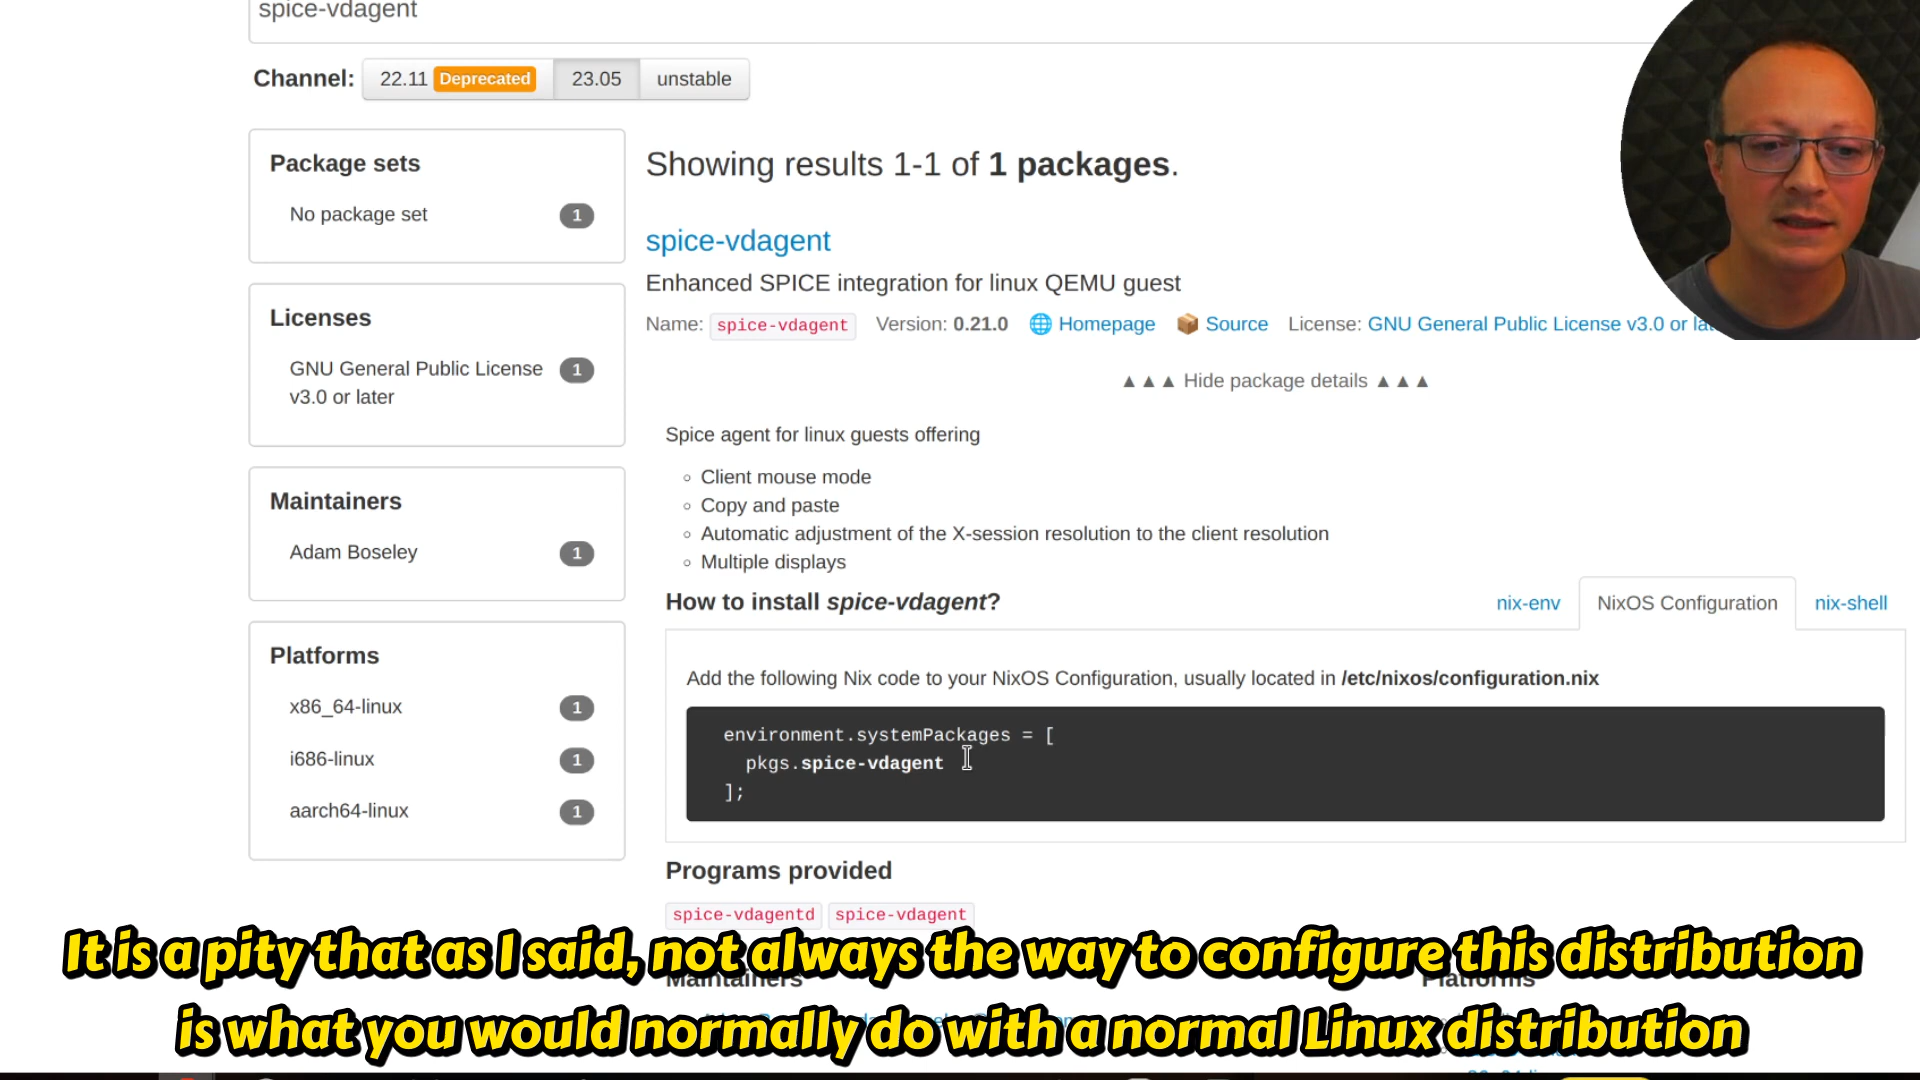 spice-vdagent
Channel: 22.11 Deprecated 23.05 unstable
Package sets
No package set 1
Licenses
GNU General Public License v3.0 or later 1
Maintainers
Adam Boseley 1
Platforms
x86_64-linux 1
i686-linux 1
aarch64-linux 1
Showing results 1-1 of 1 packages.
spice-vdagent
Enhanced SPICE integration for linux QEMU guest
Name: spice-vdagent Version: 0.21.0 Homepage Source License: GNU General Public License v3.0 or
▲▲▲ Hide package details ▲▲▲
Spice agent for linux guests offering
Client mouse mode
Copy and paste
Automatic adjustment of the X-session resolution to the client resolution
Multiple displays
How to install spice-vdagent?
nix-env NixOS Configuration nix-shell
Add the following Nix code to your NixOS Configuration, usually located in /etc/nixos/configuration.nix
environment.systemPackages = [
pkgs.spice-vdagent
];
Programs provided
spice-vdagentd spice-vdagent
Maintainers Platforms
It is a pity that as I said, not always the way to configure this distribution
is what you would normally do with a normal Linux distribution